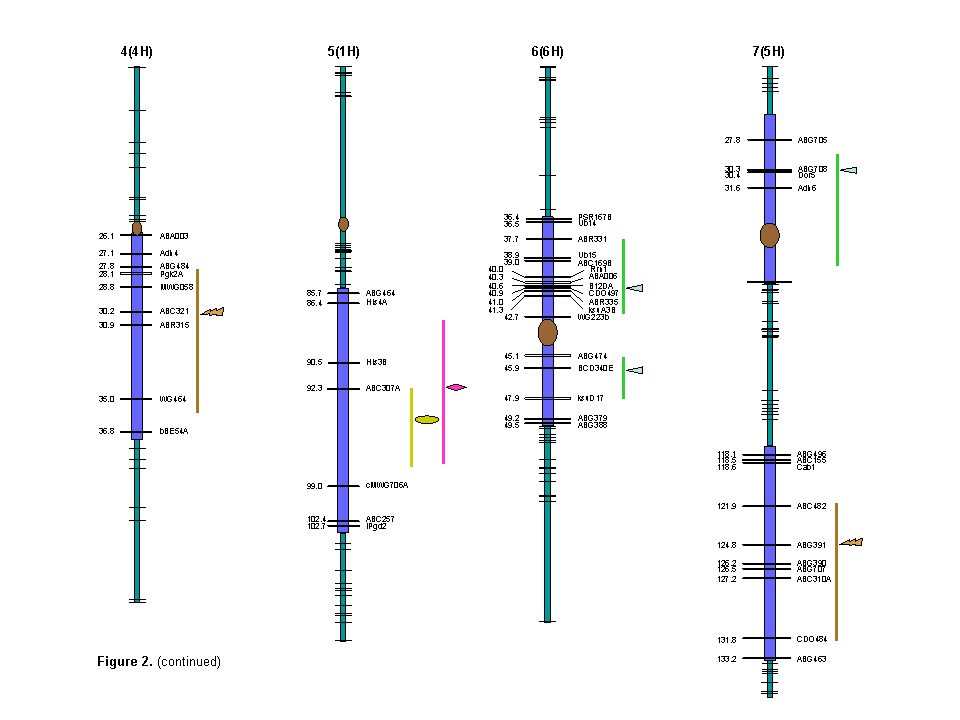 4(4H)
26.1 ABA003
27.1 Adh4
27.8 ABG484
28.1 Pgk2A
28.8 MWG058
30.2 ABC321
30.9 ABR315
35.0 WG464
36.8 bBE54A
5(1H)
85.7 ABG464
86.4 His4A
90.5 His3B
92.3 ABC307A
99.0 cMWG706A
102.4 ABC257
102.7 iPgd2
6(6H)
36.4 PSR167B
36.5
37.7 ABR331
38.9
39.0 ABC169B
40.0 Rrn1
40.3 ABA006
40.6 B12DA
40.9 CDO497
41.0 ABR335
41.3 ksuA3B
42.7 WG223b
45.1 ABG474
45.9 BCD340E
47.9 ksuD17
49.2 ABG379
49.5 ABG388
7(5H)
27.8 ABG705
30.3 ABG708
30.4 Dor5
31.6 Adh6
118.1 ABG496
118.5 ABC155
118.6 Cab1
121.9 ABC482
124.8 ABG391
126.2 ABG390
126.8 ABG707
127.2 ABC310A
131.8 CDO484
133.2 ABG463
Figure 2. (continued)